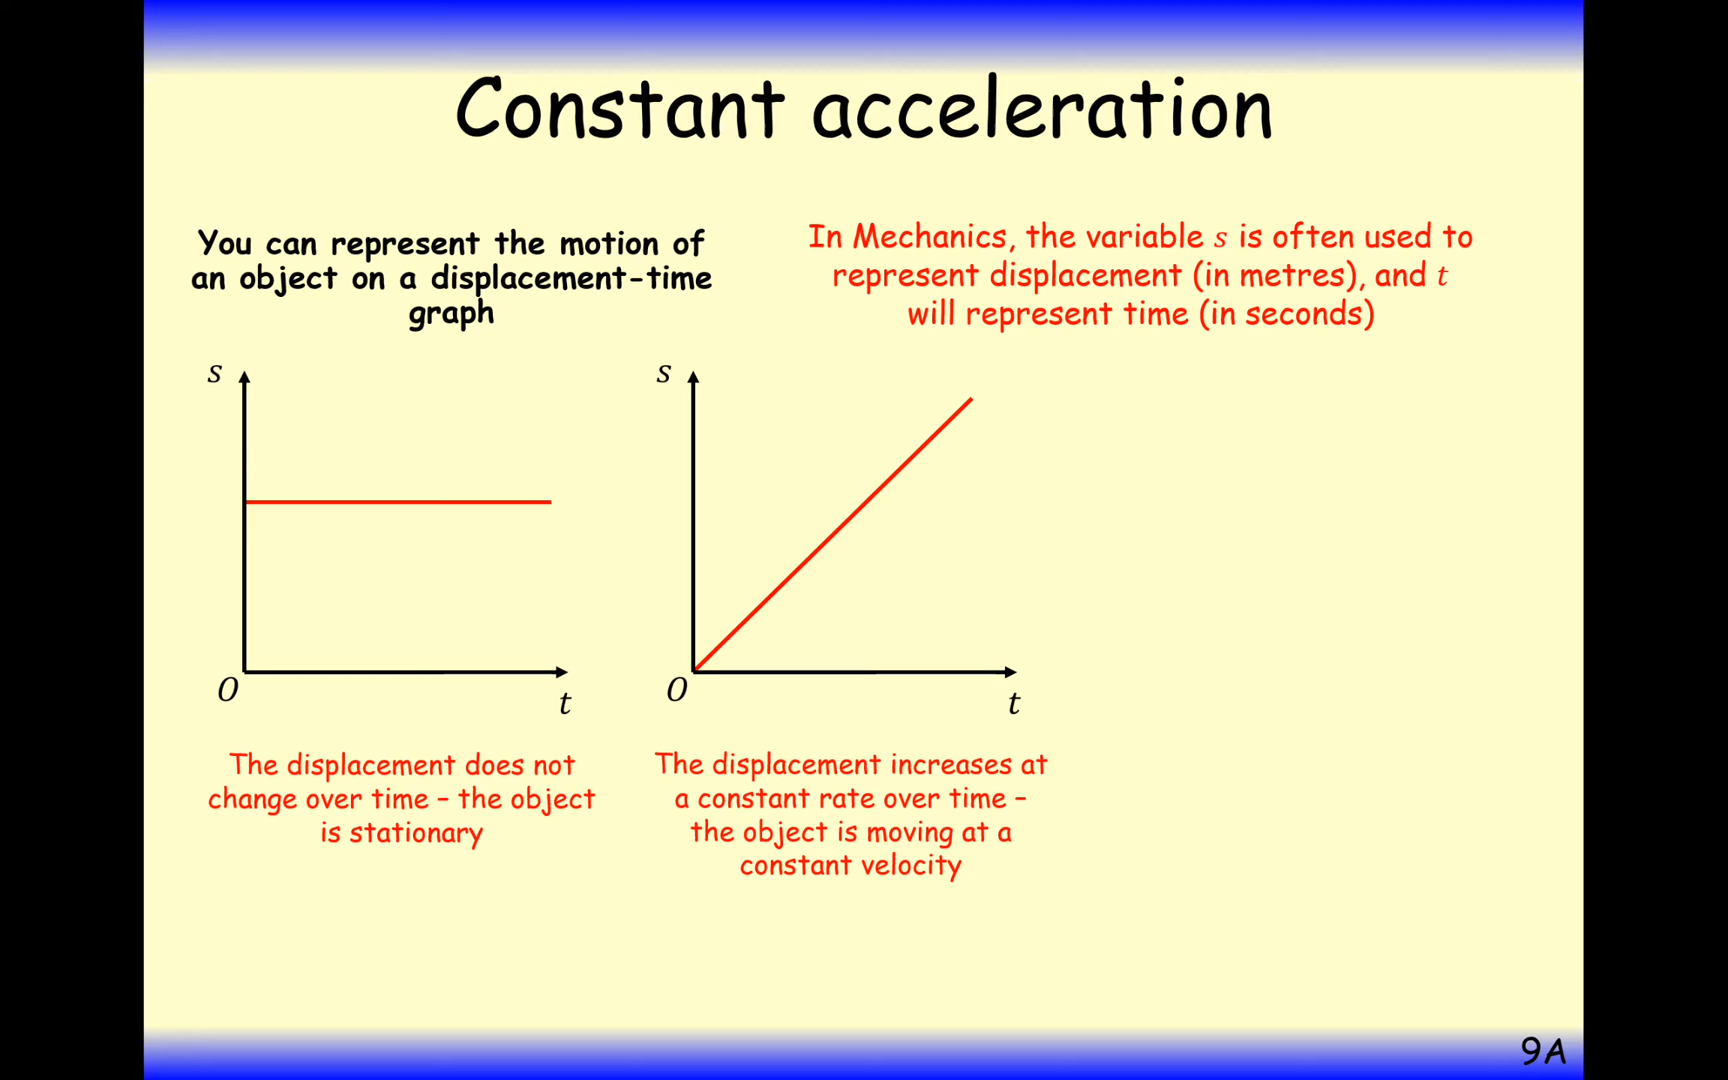 Constant acceleration
You can represent the motion of
an object on a displacement-time
graph
In Mechanics, the variable s is often used to
represent displacement (in metres), and t
will represent time (in seconds)
s
O
t
The displacement does not
change over time – the object
is stationary
s
O
t
The displacement increases at
a constant rate over time –
the object is moving at a
constant velocity
9A